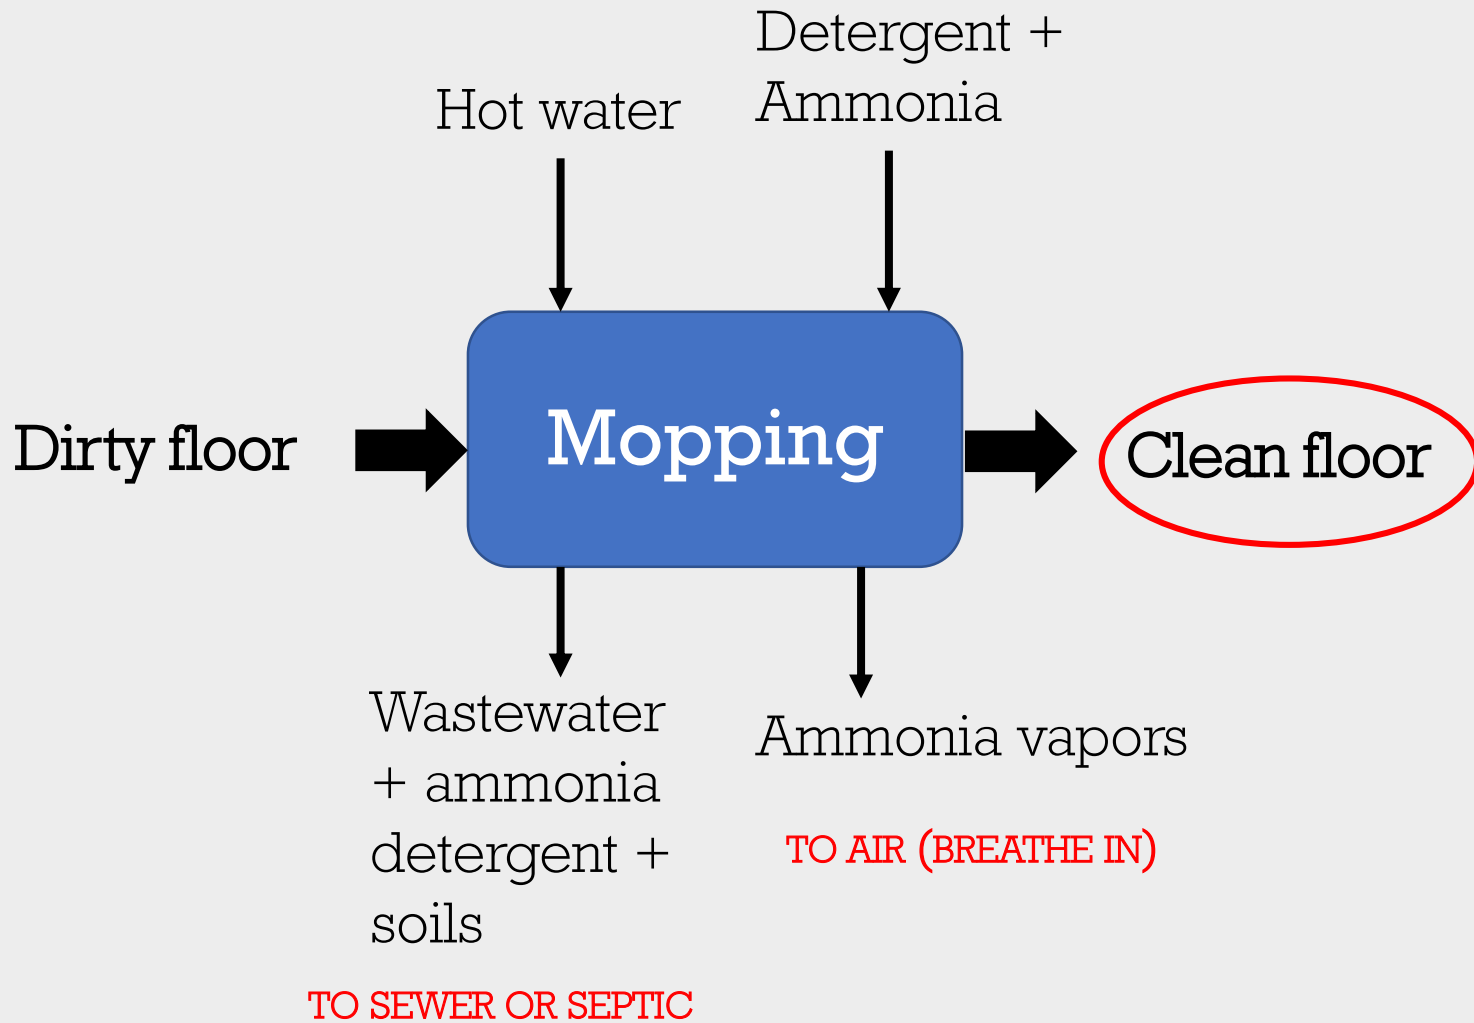 Detergent +
Ammonia
Hot water
Dirty floor
Mopping
Clean floor
Wastewater
+ ammonia
detergent +
soils
TO SEWER OR SEPTIC
Ammonia vapors
TO AIR (BREATHE IN)